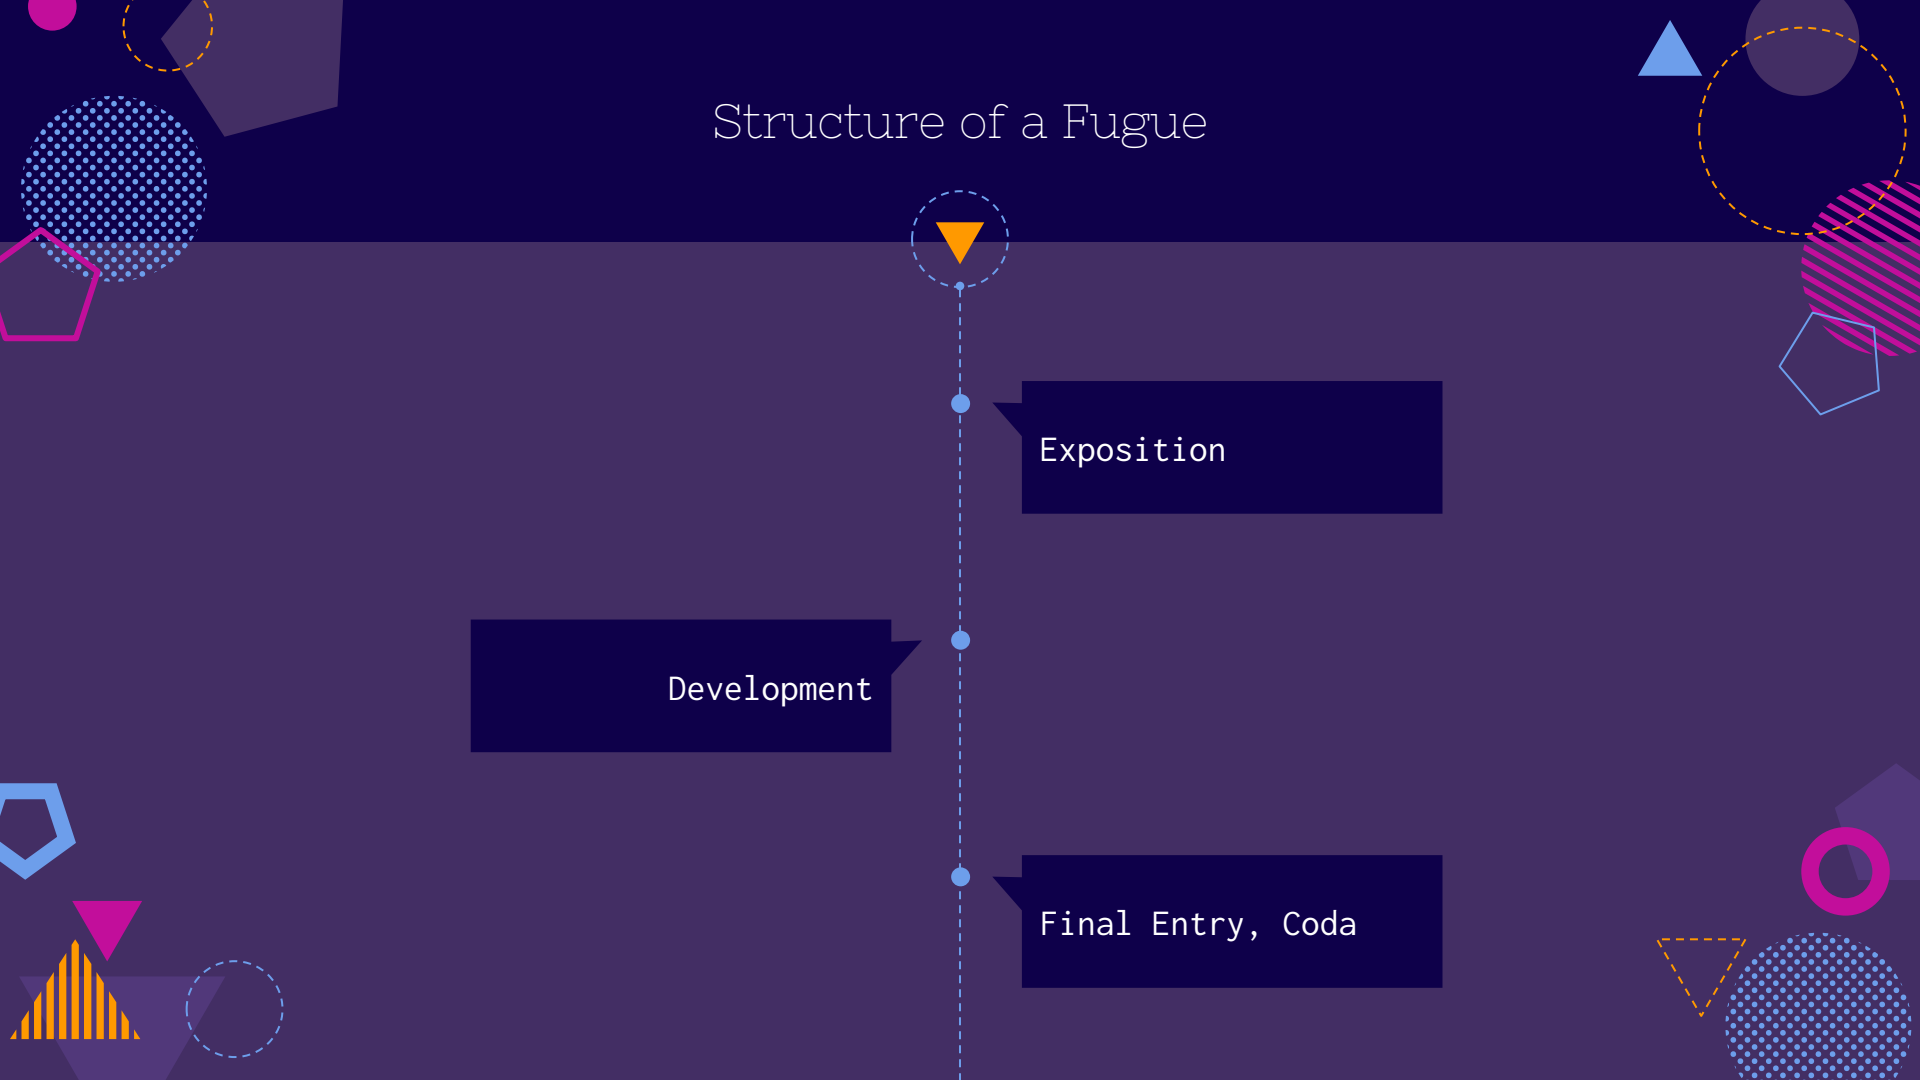 Structure of a Fugue
Exposition
Development
Final Entry, Coda